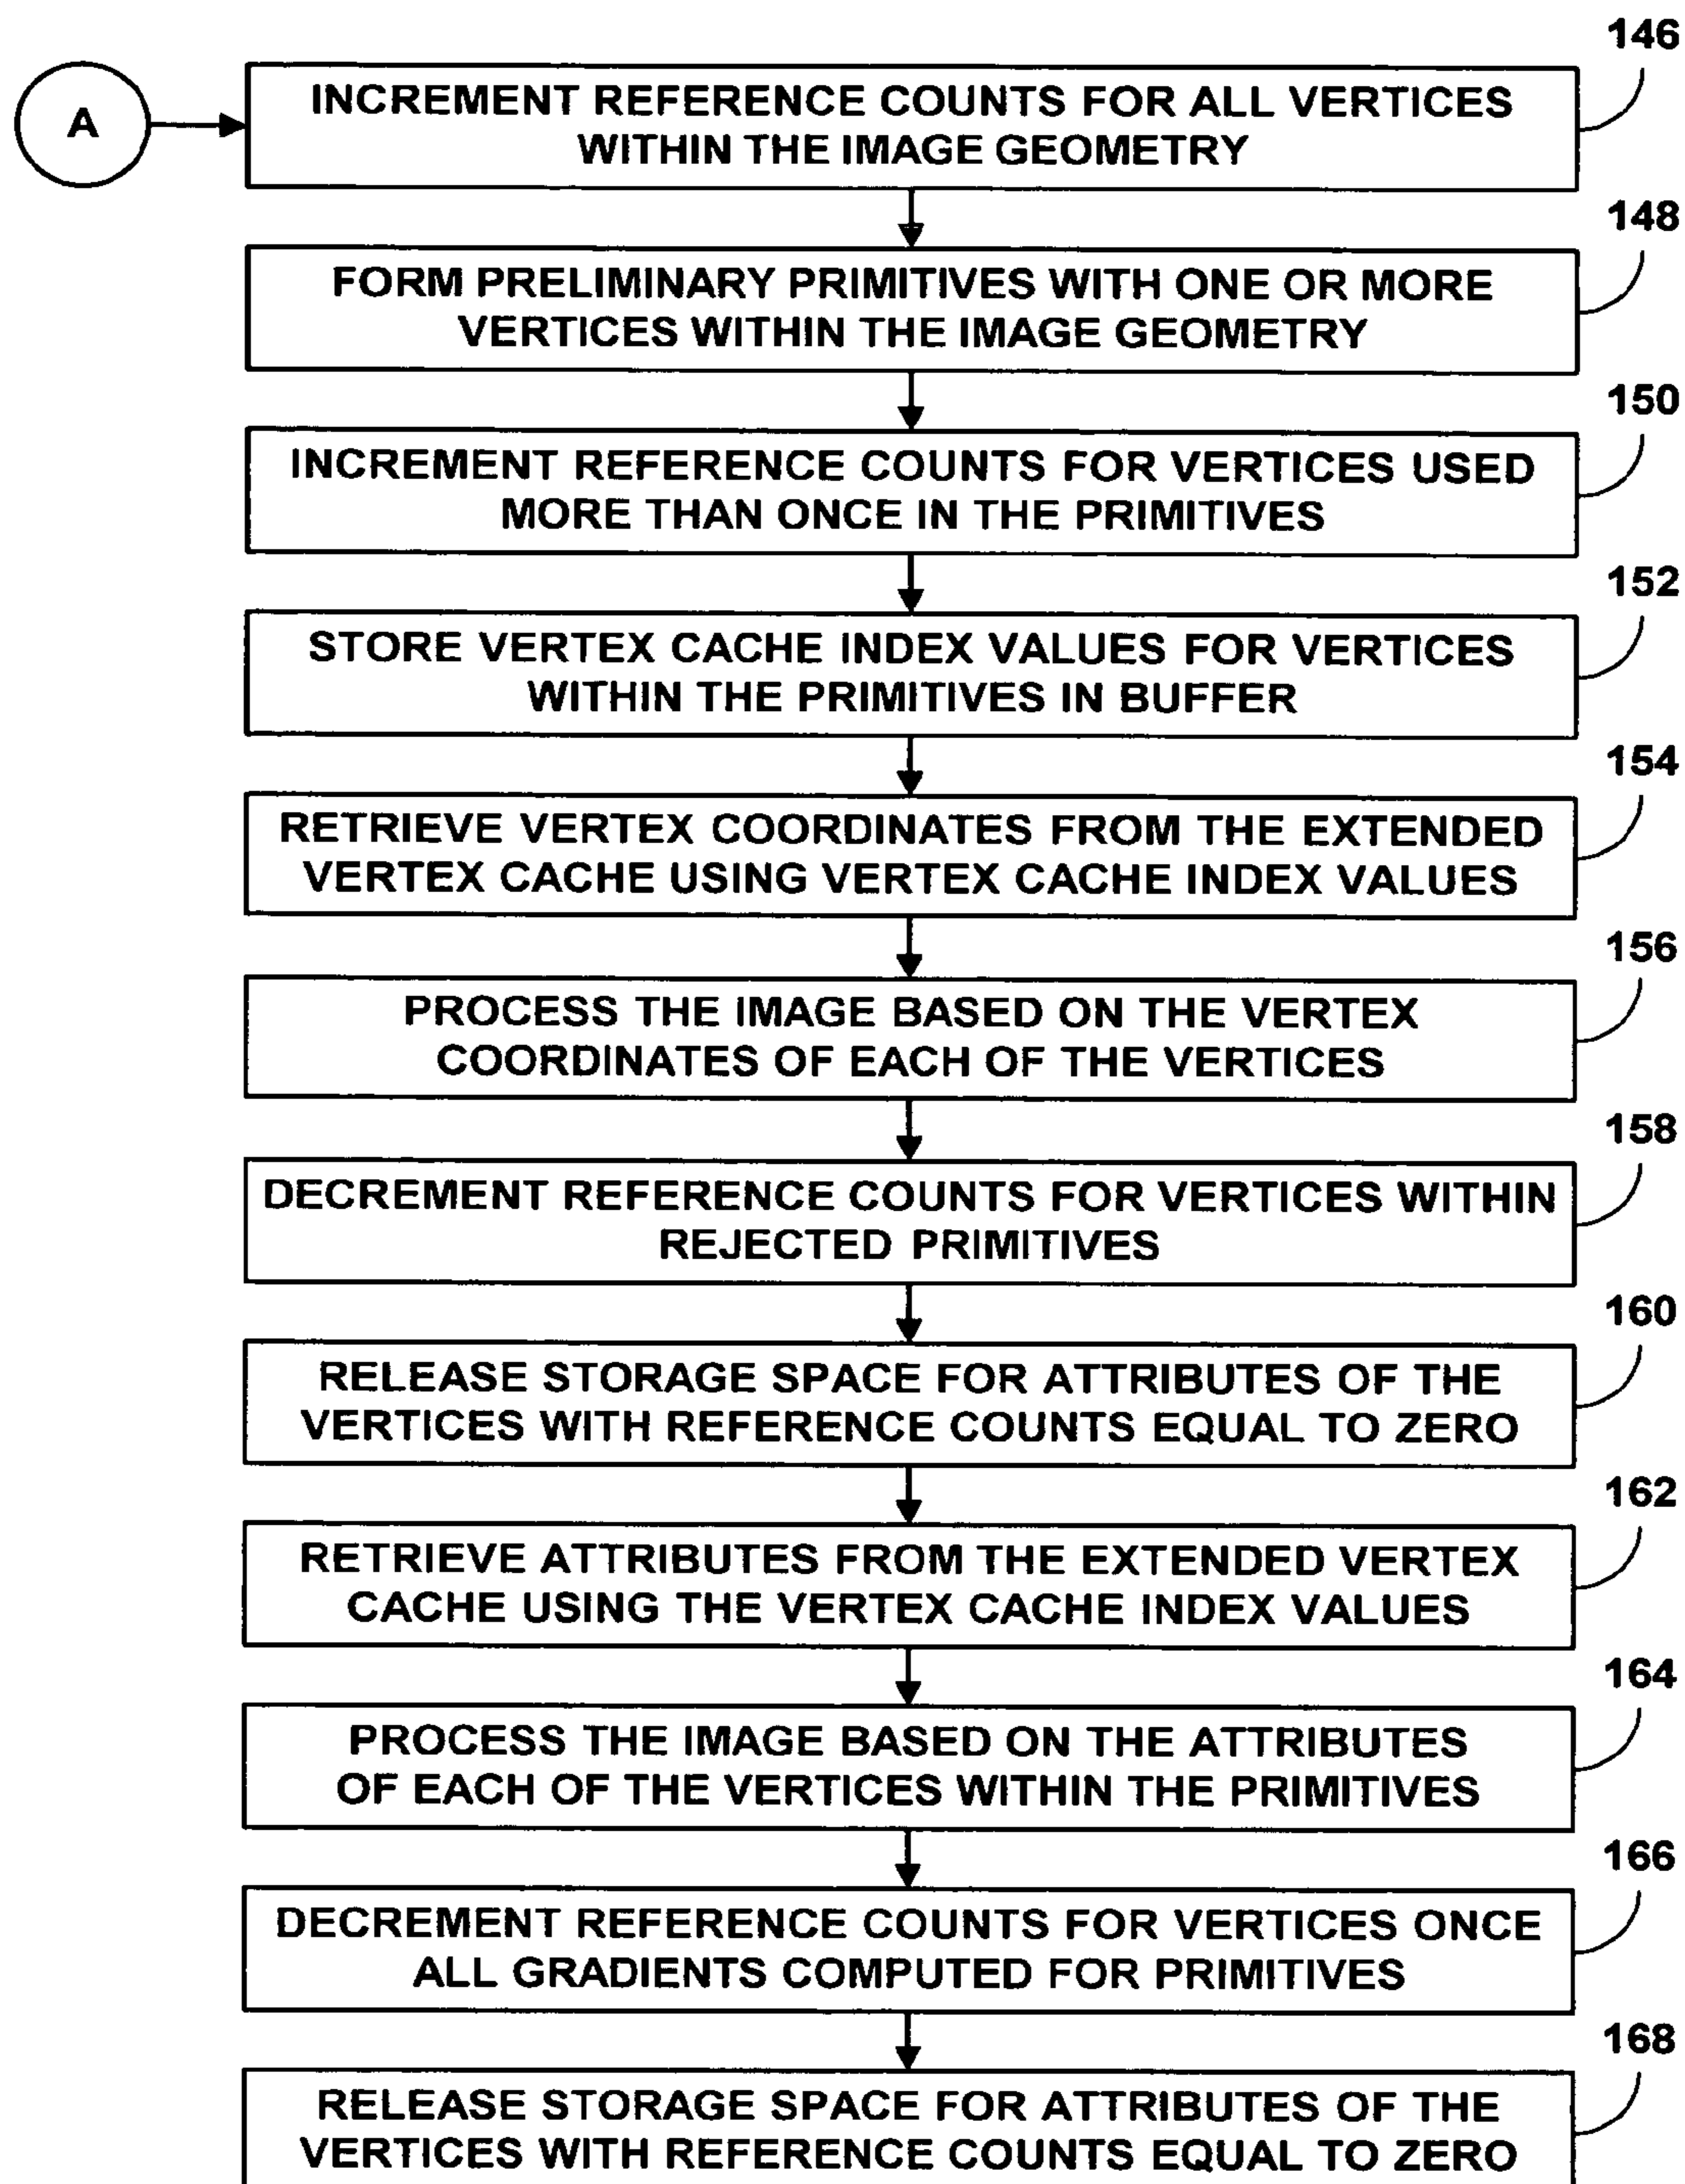 146
A
INCREMENT REFERENCE COUNTS FOR ALL VERTICES
WITHIN THE IMAGE GEOMETRY
148
FORM PRELIMINARY PRIMITIVES WITH ONE OR MORE
VERTICES WITHIN THE IMAGE GEOMETRY
150
INCREMENT REFERENCE COUNTS FOR VERTICES USED
MORE THAN ONCE IN THE PRIMITIVES
152
STORE VERTEX CACHE INDEX VALUES FOR VERTICES
WITHIN THE PRIMITIVES IN BUFFER
154
RETRIEVE VERTEX COORDINATES FROM THE EXTENDED
VERTEX CACHE USING VERTEX CACHE INDEX VALUES
156
PROCESS THE IMAGE BASED ON THE VERTEX
COORDINATES OF EACH OF THE VERTICES
158
DECREMENT REFERENCE COUNTS FOR VERTICES WITHIN
REJECTED PRIMITIVES
160
RELEASE STORAGE SPACE FOR ATTRIBUTES OF THE
VERTICES WITH REFERENCE COUNTS EQUAL TO ZERO
162
RETRIEVE ATTRIBUTES FROM THE EXTENDED VERTEX
CACHE USING THE VERTEX CACHE INDEX VALUES
164
PROCESS THE IMAGE BASED ON THE ATTRIBUTES
OF EACH OF THE VERTICES WITHIN THE PRIMITIVES
166
DECREMENT REFERENCE COUNTS FOR VERTICES ONCE
ALL GRADIENTS COMPUTED FOR PRIMITIVES
168
RELEASE STORAGE SPACE FOR ATTRIBUTES OF THE
VERTICES WITH REFERENCE COUNTS EQUAL TO ZERO